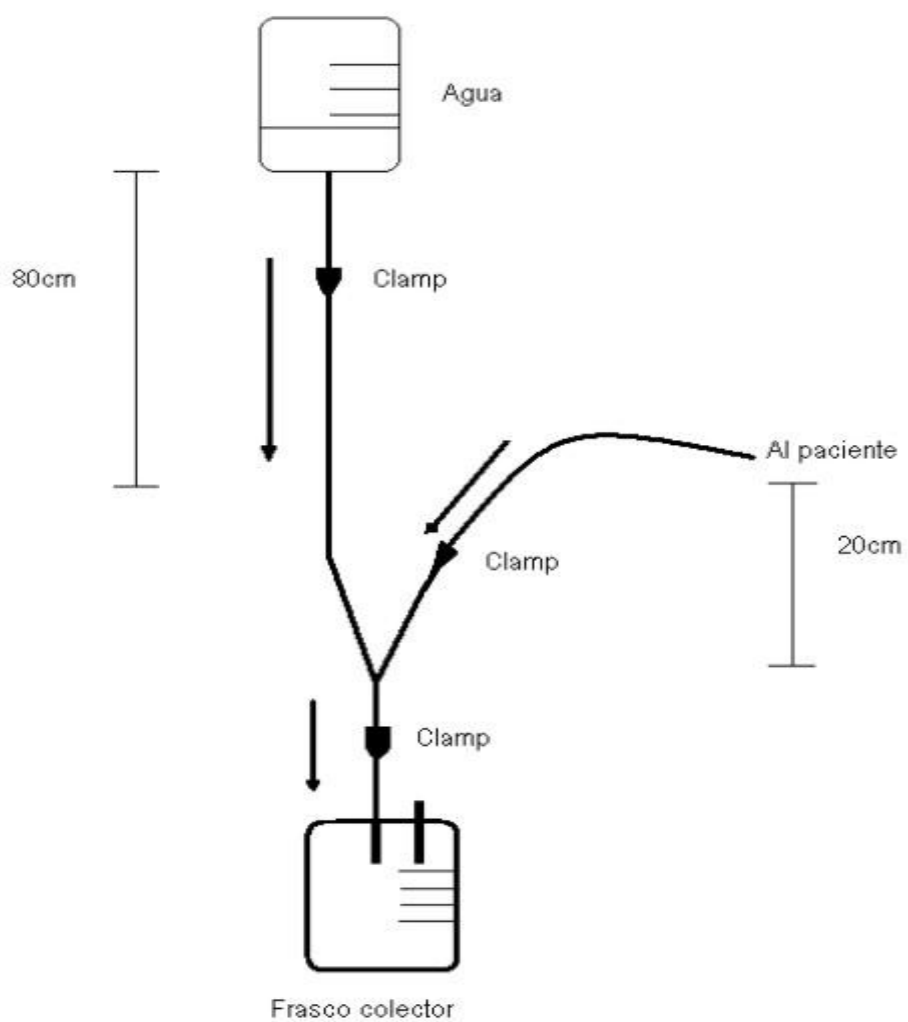 Agua
80cm
Clamp
Al paciente
20cm
Clamp
Clamp
Frasco colector